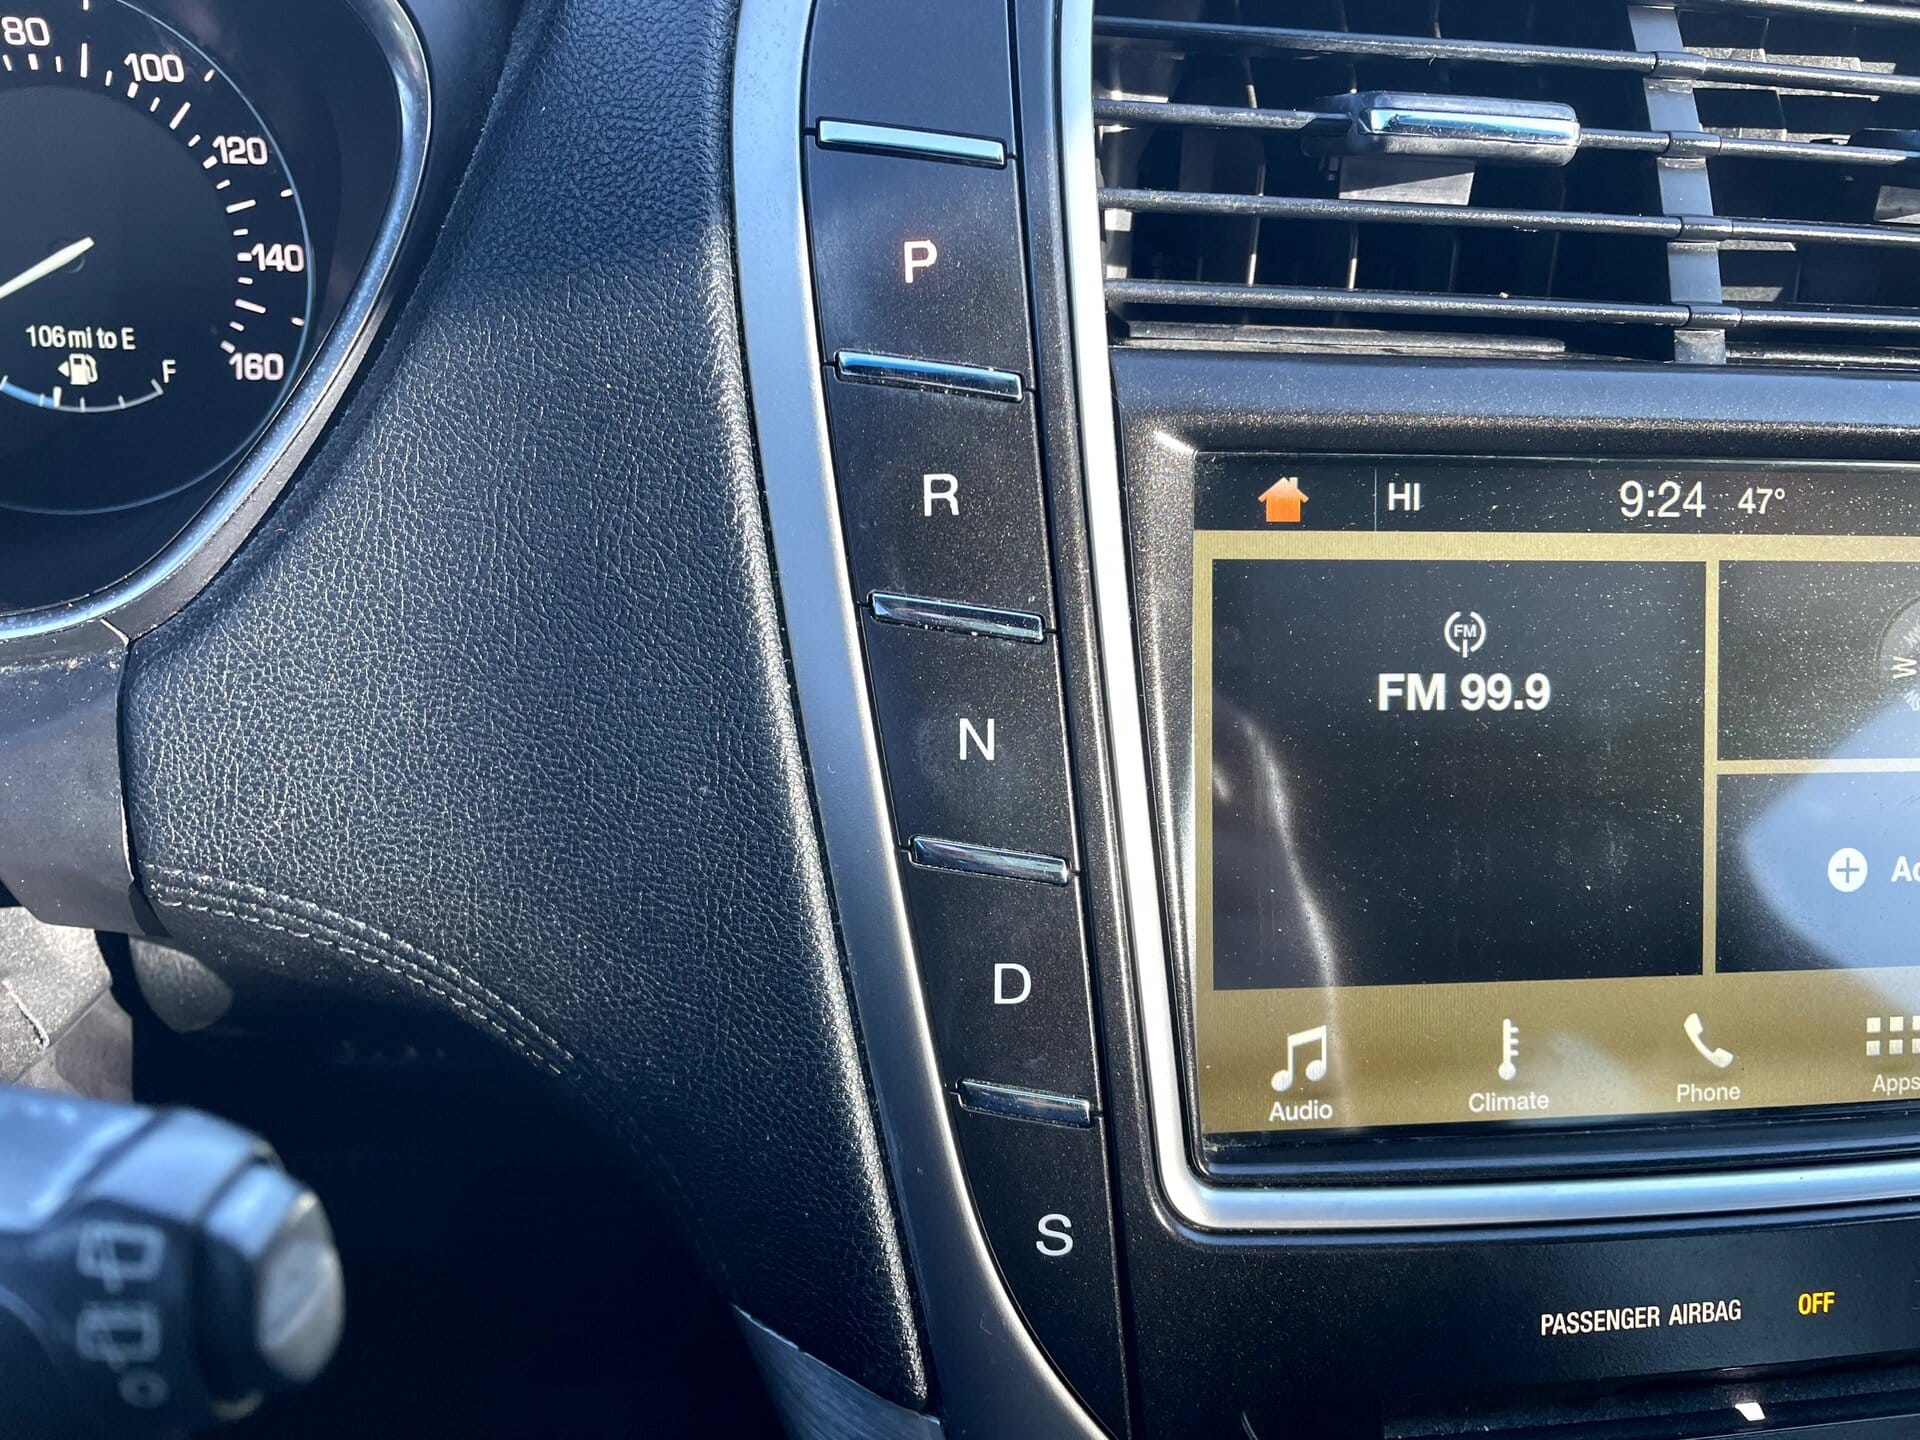 80
100
120
140
160
106 mi to E
F
P
R
N
D
S
HI
9:24 47°
FM
FM 99.9
W
Audio
Climate
Phone
Apps
PASSENGER AIRBAG OFF